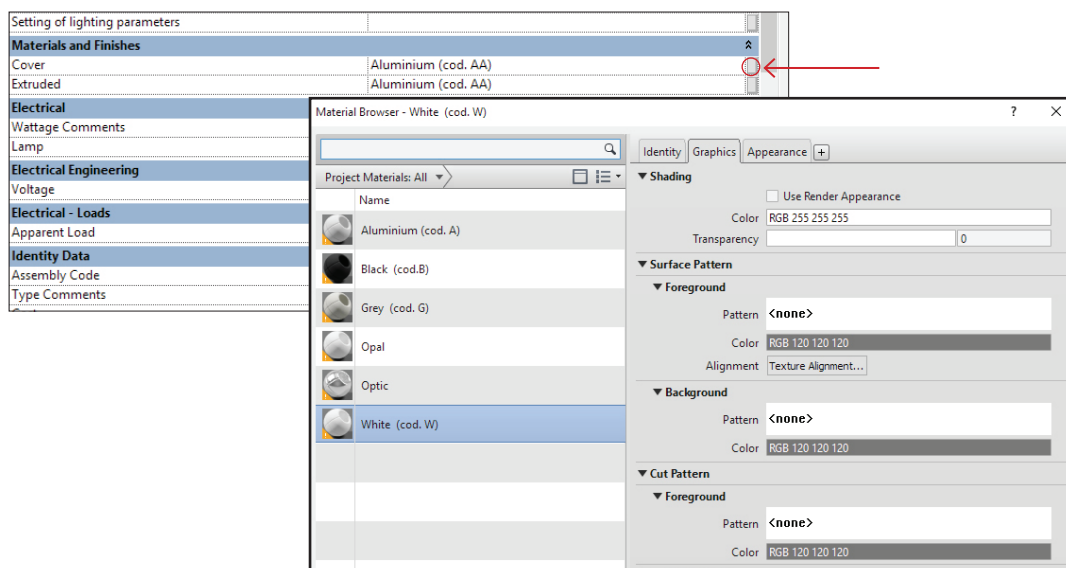 Setting of lighting parameters
Materials and Finishes
Cover Aluminium (cod. AA)
Extruded Aluminium (cod. AA)
Electrical
Wattage Comments
Lamp
Electrical Engineering
Voltage
Electrical - Loads
Apparent Load
Identity Data
Assembly Code
Type Comments
Material Browser - White (cod. W) ?
Project Materials: All
Name
Aluminium (cod. A)
Black (cod.B)
Grey (cod. G)
Opal
Optic
White (cod. W)
Identity Graphics Appearance +
Shading
Use Render Appearance
Color RGB 255 255 255
Transparency 0
Surface Pattern
Foreground
Pattern <none>
Color RGB 120 120 120
Alignment Texture Alignment...
Background
Pattern <none>
Color RGB 120 120 120
Cut Pattern
Foreground
Pattern <none>
Color RGB 120 120 120